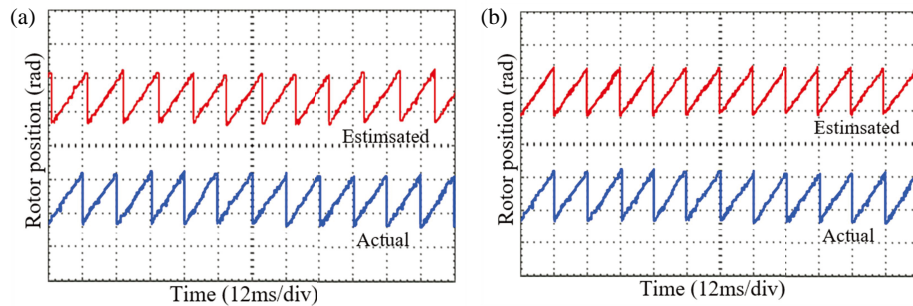 (a)
Rotor position (rad)
Estimsated
Actual
Time (12ms/div)
(b)
Rotor position (rad)
Estimsated
Actual
Time (12ms/div)